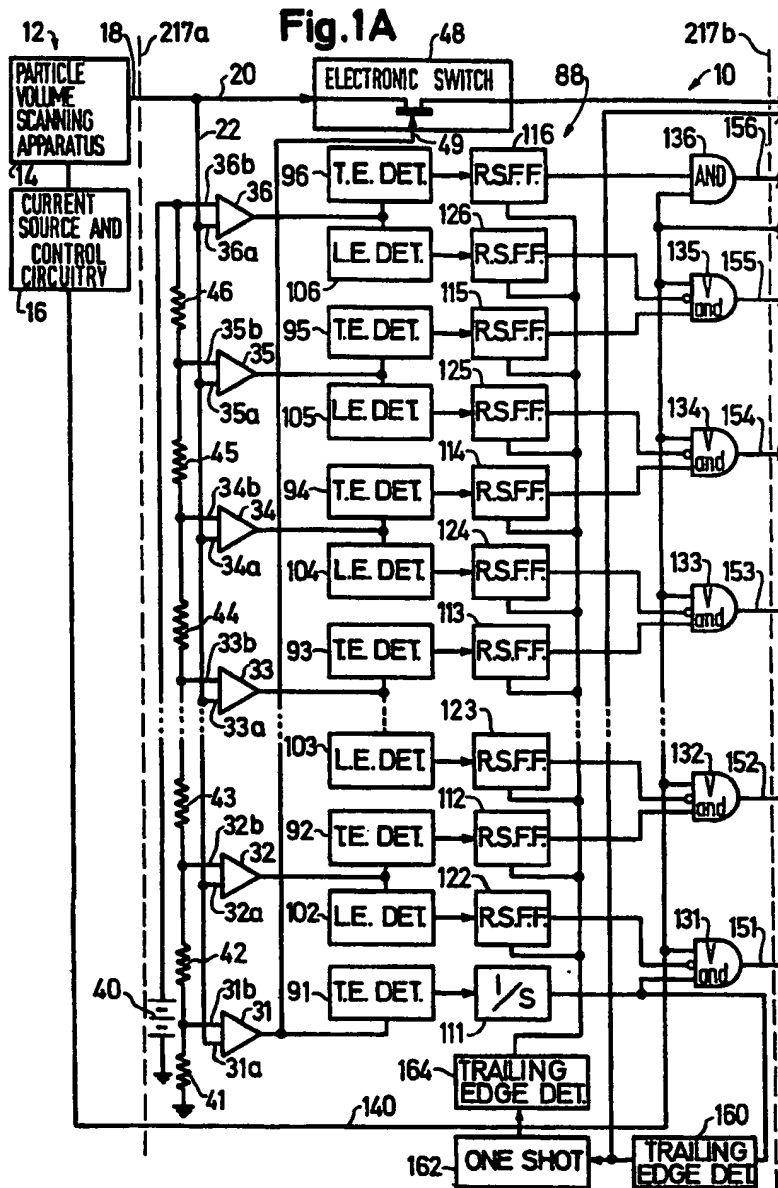 Fig.1A
12
18
217a
48
217b
PARTICLE
VOLUME
SCANNING
APPARATUS
20
ELECTRONIC SWITCH
88
10
22
49
116
136
156
14
36b
36
96
T.E. DET.
R.S.F.F.
AND
CURRENT
SOURCE AND
CONTROL
CIRCUITRY
36a
126
L.E. DET.
R.S.F.F.
135
155
16
46
106
115
V
and
35b
35
95
T.E. DET.
R.S.F.F.
35a
125
105
L.E. DET.
R.S.F.F.
134
154
45
114
V
and
34b
34
94
T.E. DET.
R.S.F.F.
34a
124
104
L.E. DET.
R.S.F.F.
133
153
44
113
V
and
33b
33
93
T.E. DET.
R.S.F.F.
33a
123
132
152
103
L.E. DET.
R.S.F.F.
V
and
43
112
32b
32
92
T.E. DET.
R.S.F.F.
32a
122
131
151
102
L.E. DET.
R.S.F.F.
V
and
42
40
31b
31
91
T.E. DET.
1/S
31a
111
41
164
TRAILING
EDGE DET.
160
140
162
ONE SHOT
TRAILING
EDGE DET.